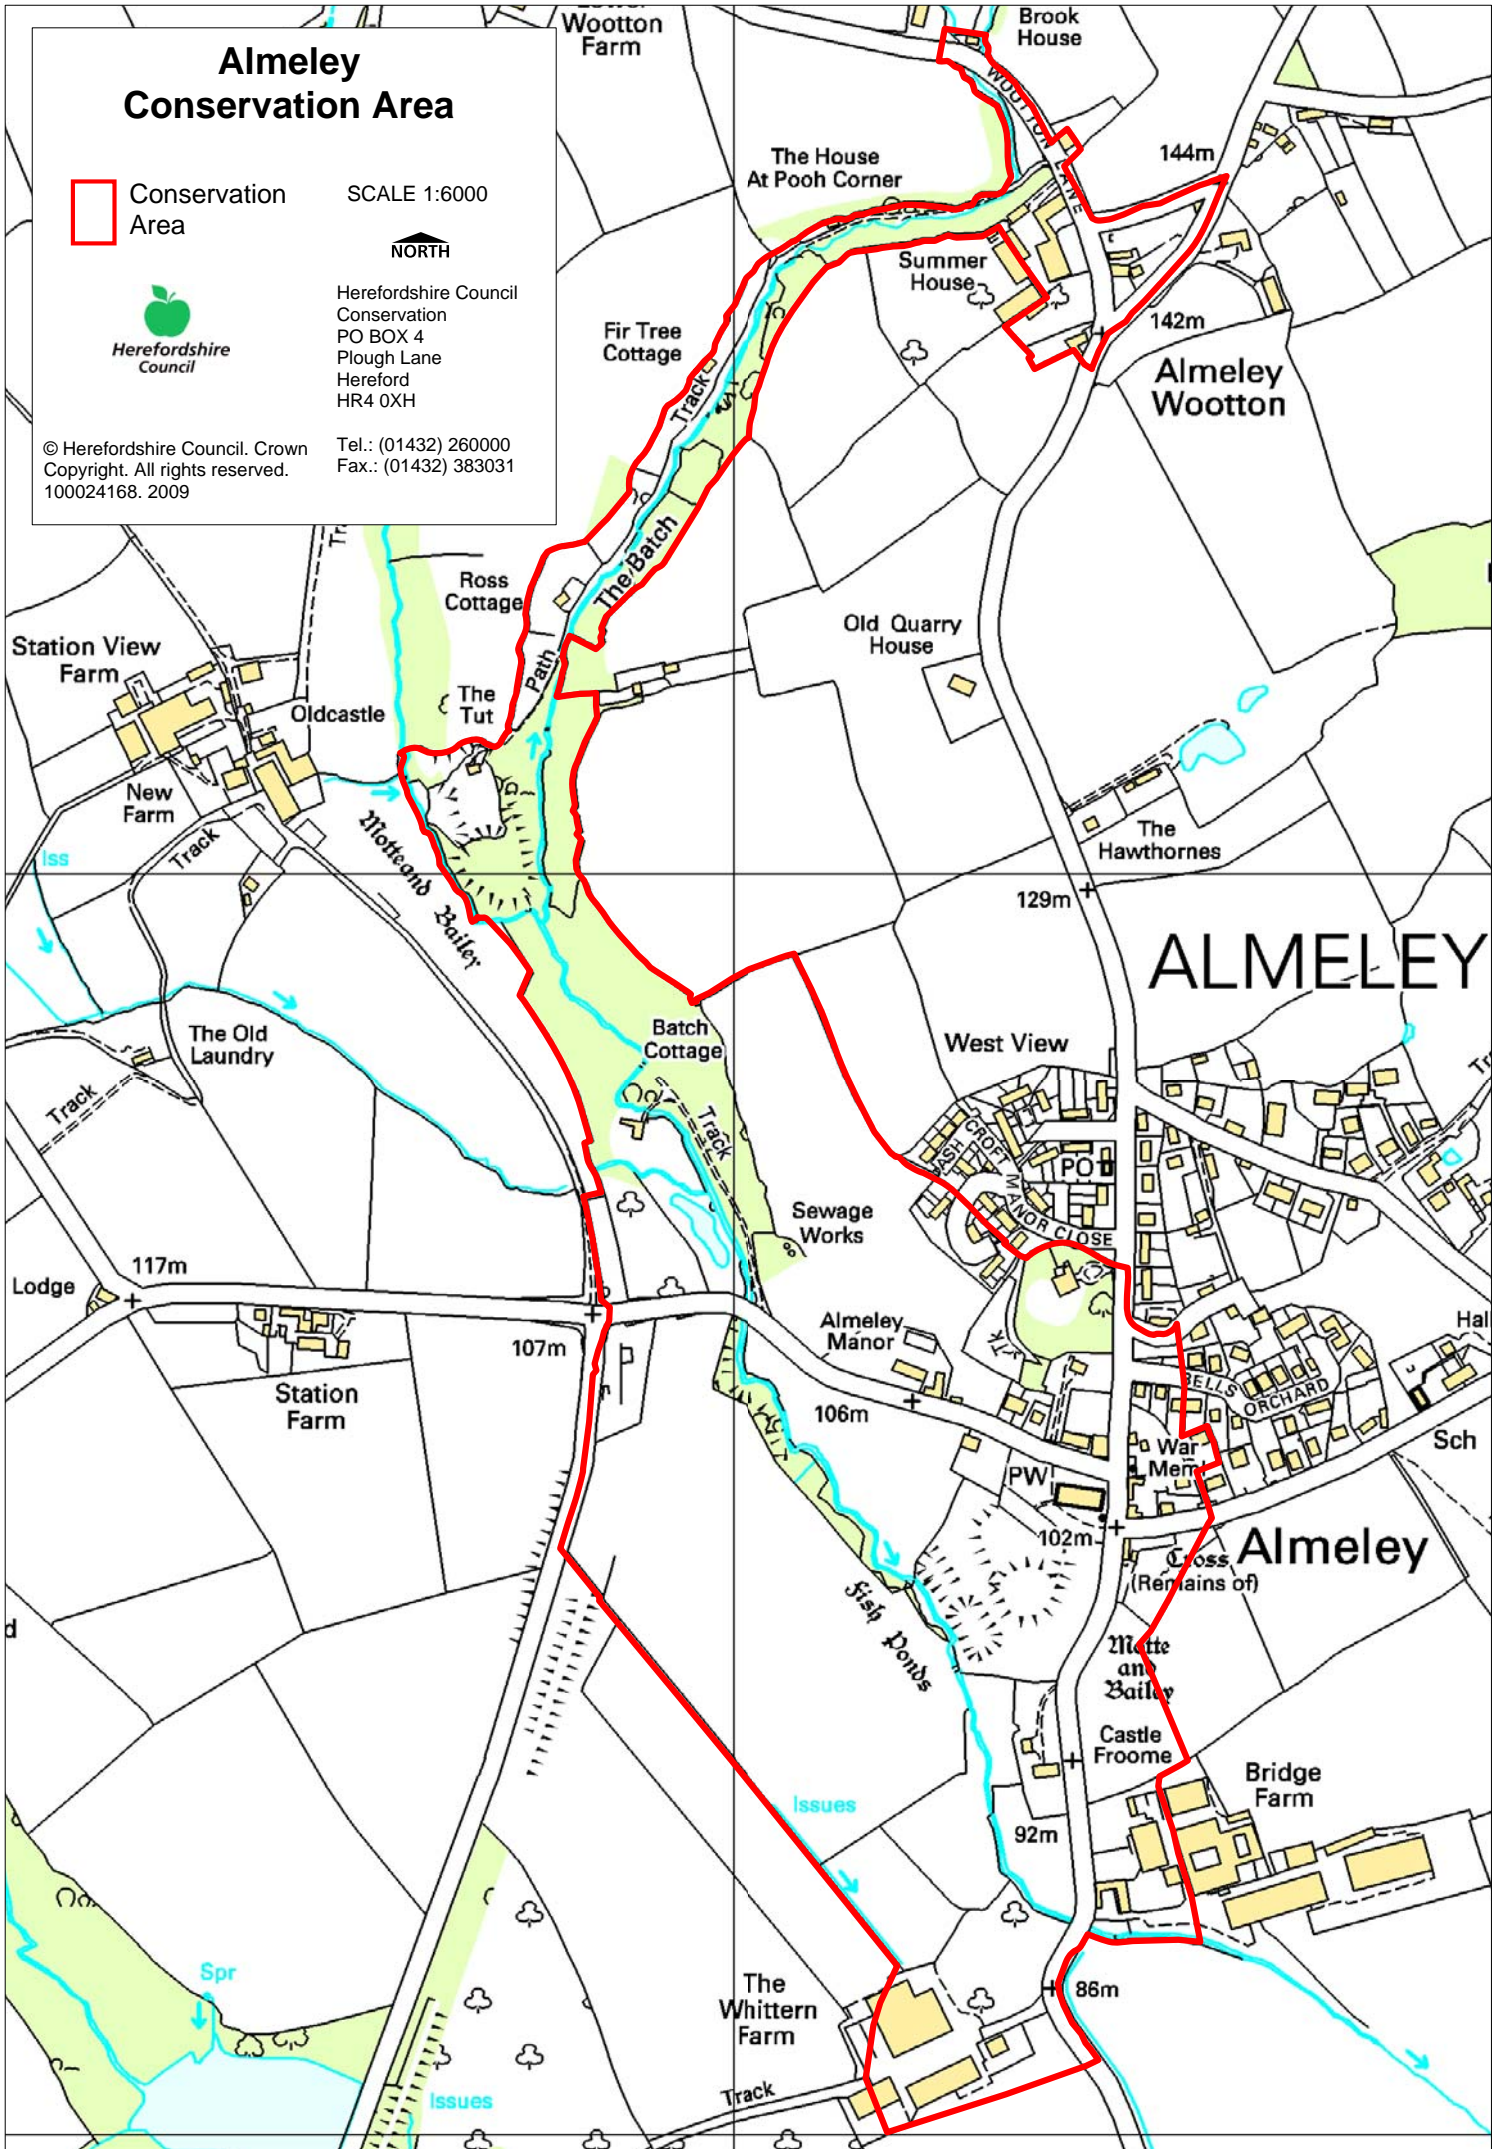 Almeley
Conservation Area
Conservation
Area
SCALE 1:6000
NORTH
Herefordshire
Council
Herefordshire Council
Conservation
PO BOX 4
Plough Lane
Hereford
HR4 0XH
Tel.: (01432) 260000
Fax.: (01432) 383031
© Herefordshire Council. Crown
Copyright. All rights reserved.
100024168. 2009
Wootton
Farm
Brook
House
WOOTTON LANE
144m
The House
At Pooh Corner
Summer
House
142m
Almeley
Wootton
Fir Tree
Cottage
Track
The Batch
Ross
Cottage
Path
The
Tut
Old Quarry
House
Station View
Farm
Oldcastle
New
Farm
Track
Iss
Motte and Bailey
The
Hawthornes
129m
ALMELEY
The Old
Laundry
Track
Batch
Cottage
Track
West View
CROFT
MANOR CLOSE
PO
Sewage
Works
Lodge
117m
107m
Station
Farm
Almeley
Manor
106m
Trk
BELLS
ORCHARD
Hal
Sch
War
Meml
PW
102m
Cross
(Remains of)
Almeley
Fish Ponds
Motte
and
Bailey
Castle
Froome
Bridge
Farm
92m
Issues
86m
The
Whittern
Farm
Track
Spr
Issues